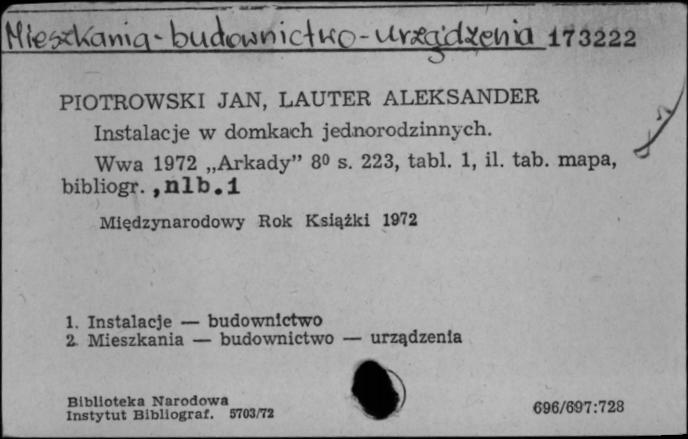 Mieszkania-budownictwo-urządzenia 173222
PIOTROWSKI JAN, LAUTER ALEKSANDER
Instalacje w domkach jednorodzinnych.
Wwa 1972 „Arkady” 8⁰ s. 223, tabl. 1, il. tab. mapa,
bibliogr. ,nlb.1
Międzynarodowy Rok Książki 1972
1. Instalacje — budownictwo
2. Mieszkania — budownictwo — urządzenia
Biblioteka Narodowa
Instytut Bibliograf. 5703/72
696/697:728